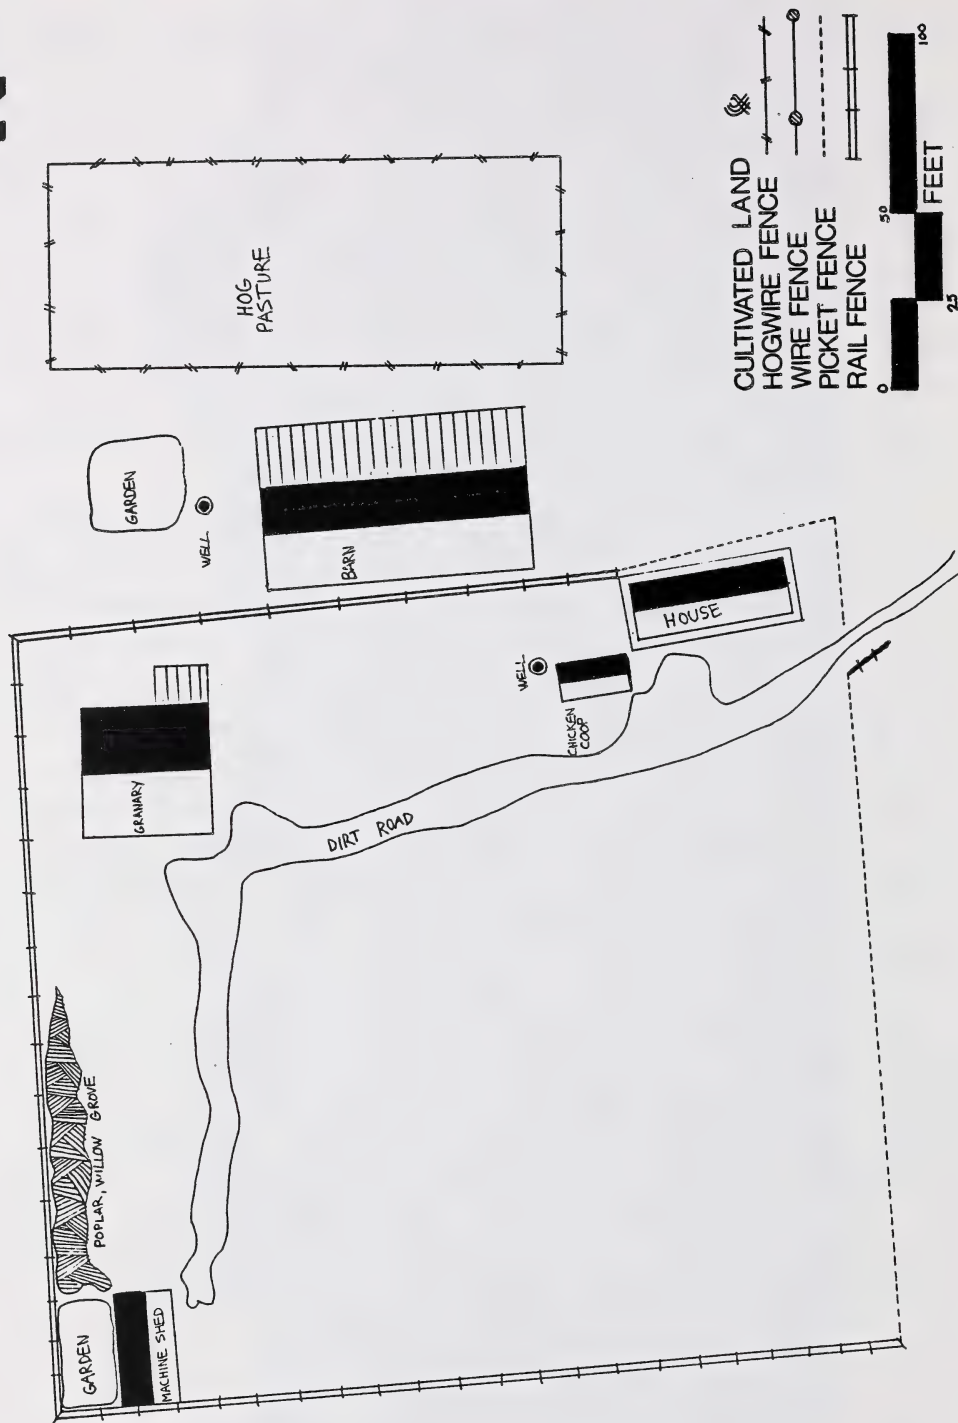 HOG
PASTURE
GARDEN
WELL
BARN
GRANARY
WELL
CHICKEN
COOP
HOUSE
DIRT ROAD
POPLAR, WILLOW GROVE
GARDEN
MACHINE SHED
CULTIVATED LAND
HOGWIRE FENCE
WIRE FENCE
PICKET FENCE
RAIL FENCE
0 25 50 100
FEET